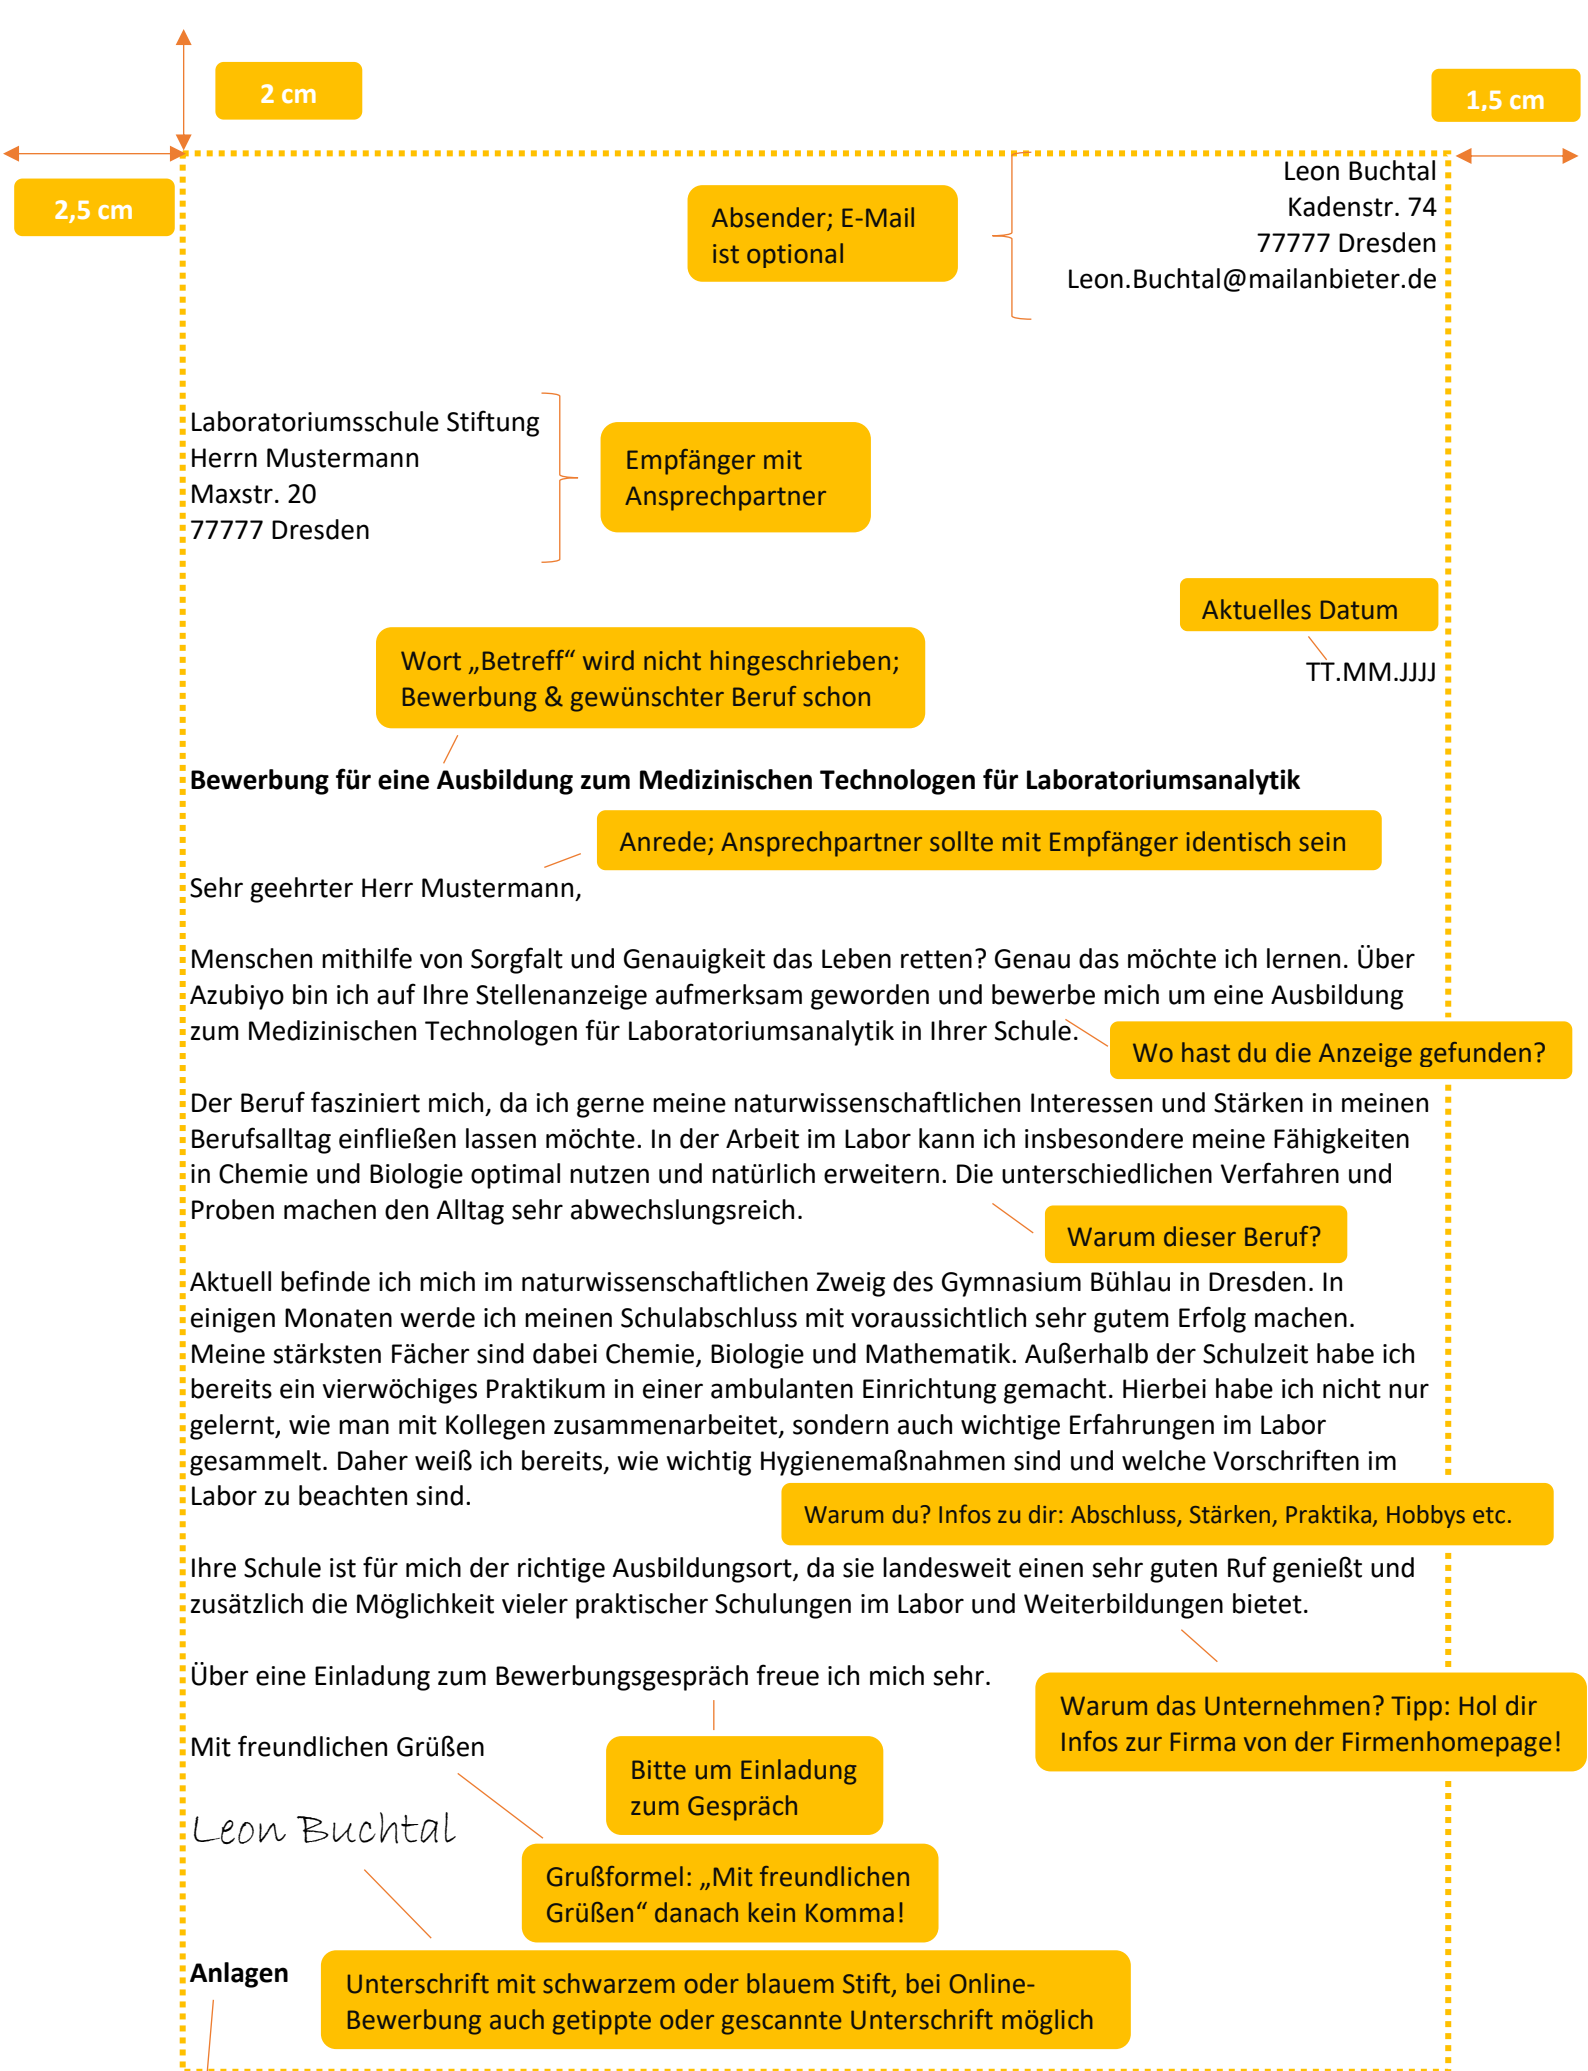 2 cm
1,5 cm
2,5 cm
Leon Buchtal
Kadenstr. 74
77777 Dresden
Leon.Buchtal@mailanbieter.de
Absender; E-Mail
ist optional
Laboratoriumsschule Stiftung
Herrn Mustermann
Maxstr. 20
77777 Dresden
Empfänger mit
Ansprechpartner
Aktuelles Datum
TT.MM.JJJJ
Wort „Betreff“ wird nicht hingeschrieben;
Bewerbung & gewünschter Beruf schon
Bewerbung für eine Ausbildung zum Medizinischen Technologen für Laboratoriumsanalytik
Anrede; Ansprechpartner sollte mit Empfänger identisch sein
Sehr geehrter Herr Mustermann,
Menschen mithilfe von Sorgfalt und Genauigkeit das Leben retten? Genau das möchte ich lernen. Über
Azubiyo bin ich auf Ihre Stellenanzeige aufmerksam geworden und bewerbe mich um eine Ausbildung
zum Medizinischen Technologen für Laboratoriumsanalytik in Ihrer Schule.
Wo hast du die Anzeige gefunden?
Der Beruf fasziniert mich, da ich gerne meine naturwissenschaftlichen Interessen und Stärken in meinen
Berufsalltag einfließen lassen möchte. In der Arbeit im Labor kann ich insbesondere meine Fähigkeiten
in Chemie und Biologie optimal nutzen und natürlich erweitern. Die unterschiedlichen Verfahren und
Proben machen den Alltag sehr abwechslungsreich.
Warum dieser Beruf?
Aktuell befinde ich mich im naturwissenschaftlichen Zweig des Gymnasium Bühlau in Dresden. In
einigen Monaten werde ich meinen Schulabschluss mit voraussichtlich sehr gutem Erfolg machen.
Meine stärksten Fächer sind dabei Chemie, Biologie und Mathematik. Außerhalb der Schulzeit habe ich
bereits ein vierwöchiges Praktikum in einer ambulanten Einrichtung gemacht. Hierbei habe ich nicht nur
gelernt, wie man mit Kollegen zusammenarbeitet, sondern auch wichtige Erfahrungen im Labor
gesammelt. Daher weiß ich bereits, wie wichtig Hygienemaßnahmen sind und welche Vorschriften im
Labor zu beachten sind.
Warum du? Infos zu dir: Abschluss, Stärken, Praktika, Hobbys etc.
Ihre Schule ist für mich der richtige Ausbildungsort, da sie landesweit einen sehr guten Ruf genießt und
zusätzlich die Möglichkeit vieler praktischer Schulungen im Labor und Weiterbildungen bietet.
Über eine Einladung zum Bewerbungsgespräch freue ich mich sehr.
Warum das Unternehmen? Tipp: Hol dir
Infos zur Firma von der Firmenhomepage!
Mit freundlichen Grüßen
Bitte um Einladung
zum Gespräch
Leon Buchtal
Grußformel: „Mit freundlichen
Grüßen“ danach kein Komma!
Anlagen
Unterschrift mit schwarzem oder blauem Stift, bei Online-
Bewerbung auch getippte oder gescannte Unterschrift möglich